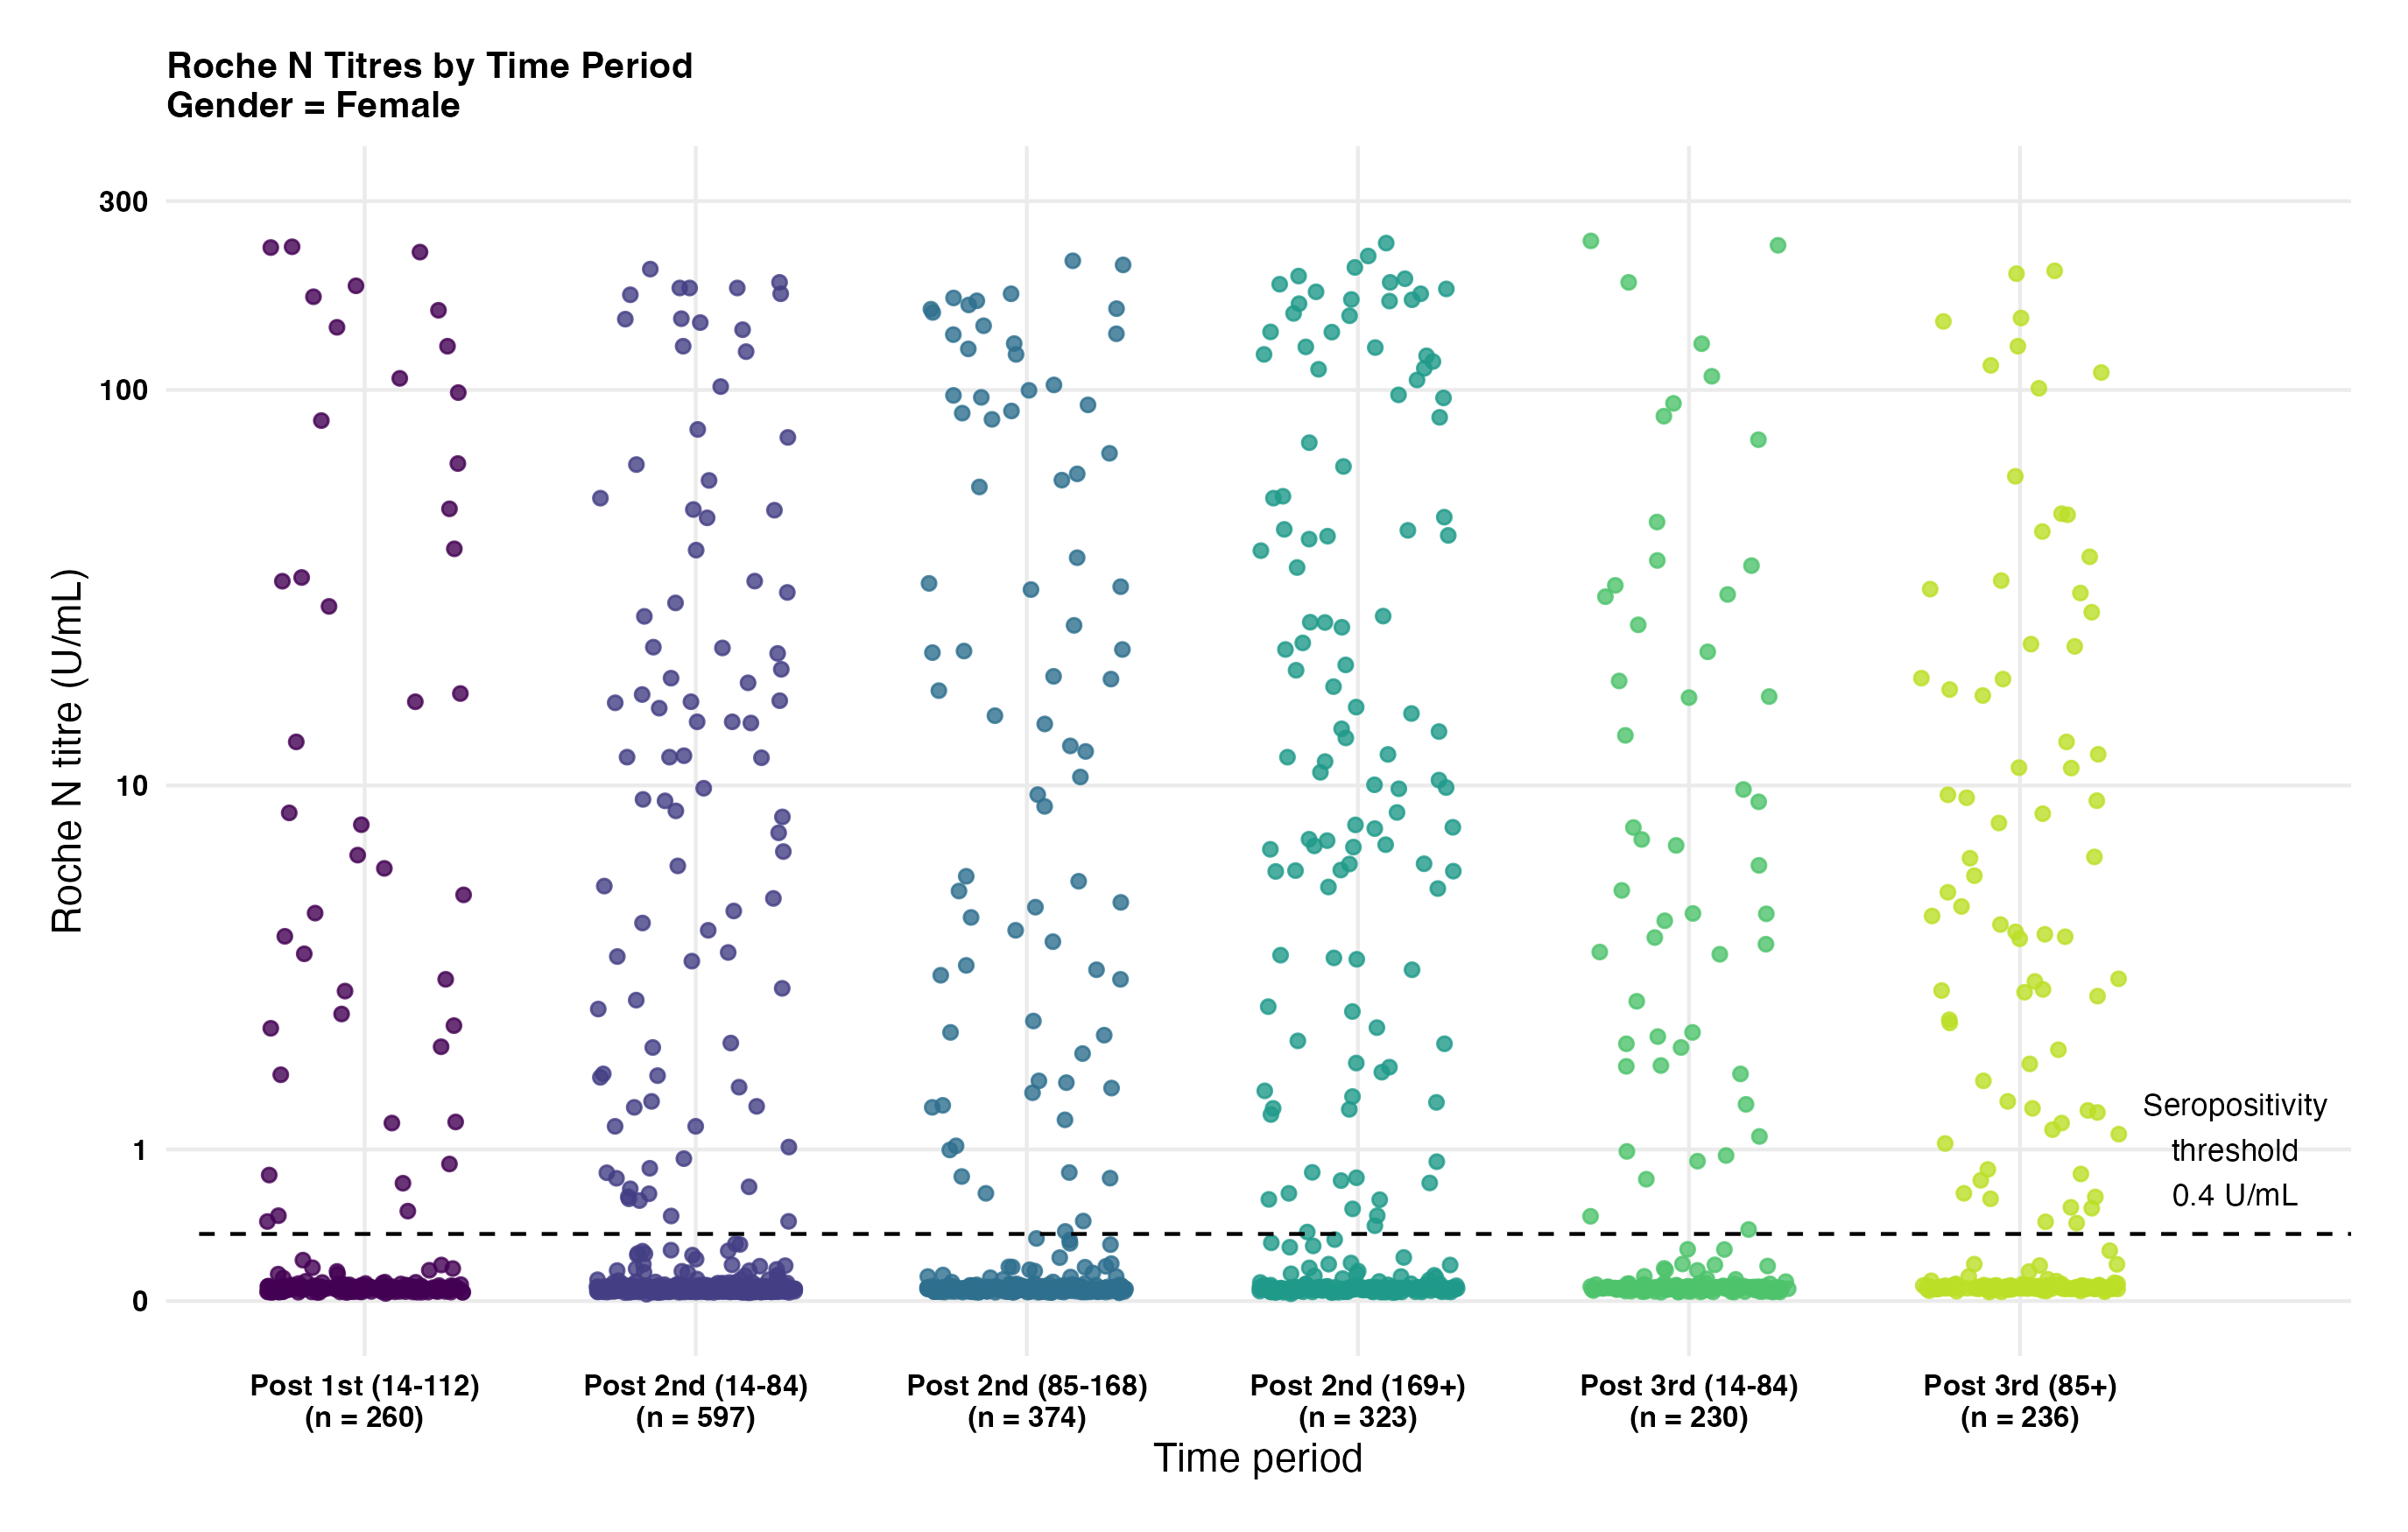 Roche N Titres by Time Period
Gender = Female
Roche N titre (U/mL)
300
100
10
1
0
Seropositivity
threshold
0.4 U/mL
Post 1st (14-112)
(n = 260)
Post 2nd (14-84)
(n = 597)
Post 2nd (85-168)
(n = 374)
Post 2nd (169+)
(n = 323)
Post 3rd (14-84)
(n = 230)
Post 3rd (85+)
(n = 236)
Time period